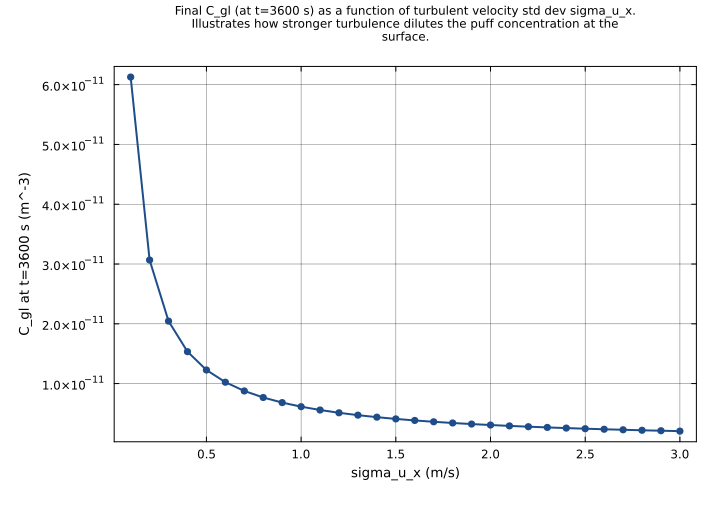 Final C_gl (at t=3600 s) as a function of turbulent velocity std dev sigma_u_x.
Illustrates how stronger turbulence dilutes the puff concentration at the
surface.
C_gl at t=3600 s (m^-3)
6.0×10⁻¹¹
5.0×10⁻¹¹
4.0×10⁻¹¹
3.0×10⁻¹¹
2.0×10⁻¹¹
1.0×10⁻¹¹
0.5 1.0 1.5 2.0 2.5 3.0
sigma_u_x (m/s)